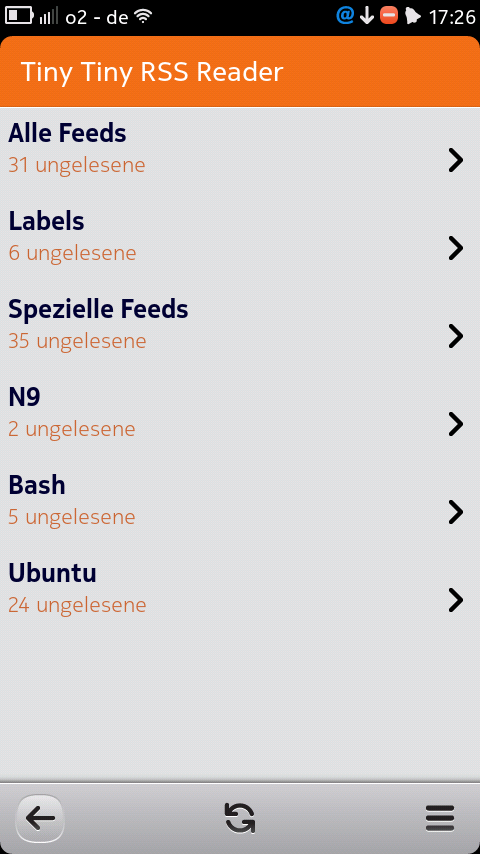 o2 - de @ 17:26
Tiny Tiny RSS Reader
Alle Feeds
31 ungelesene
Labels
6 ungelesene
Spezielle Feeds
35 ungelesene
N9
2 ungelesene
Bash
5 ungelesene
Ubuntu
24 ungelesene